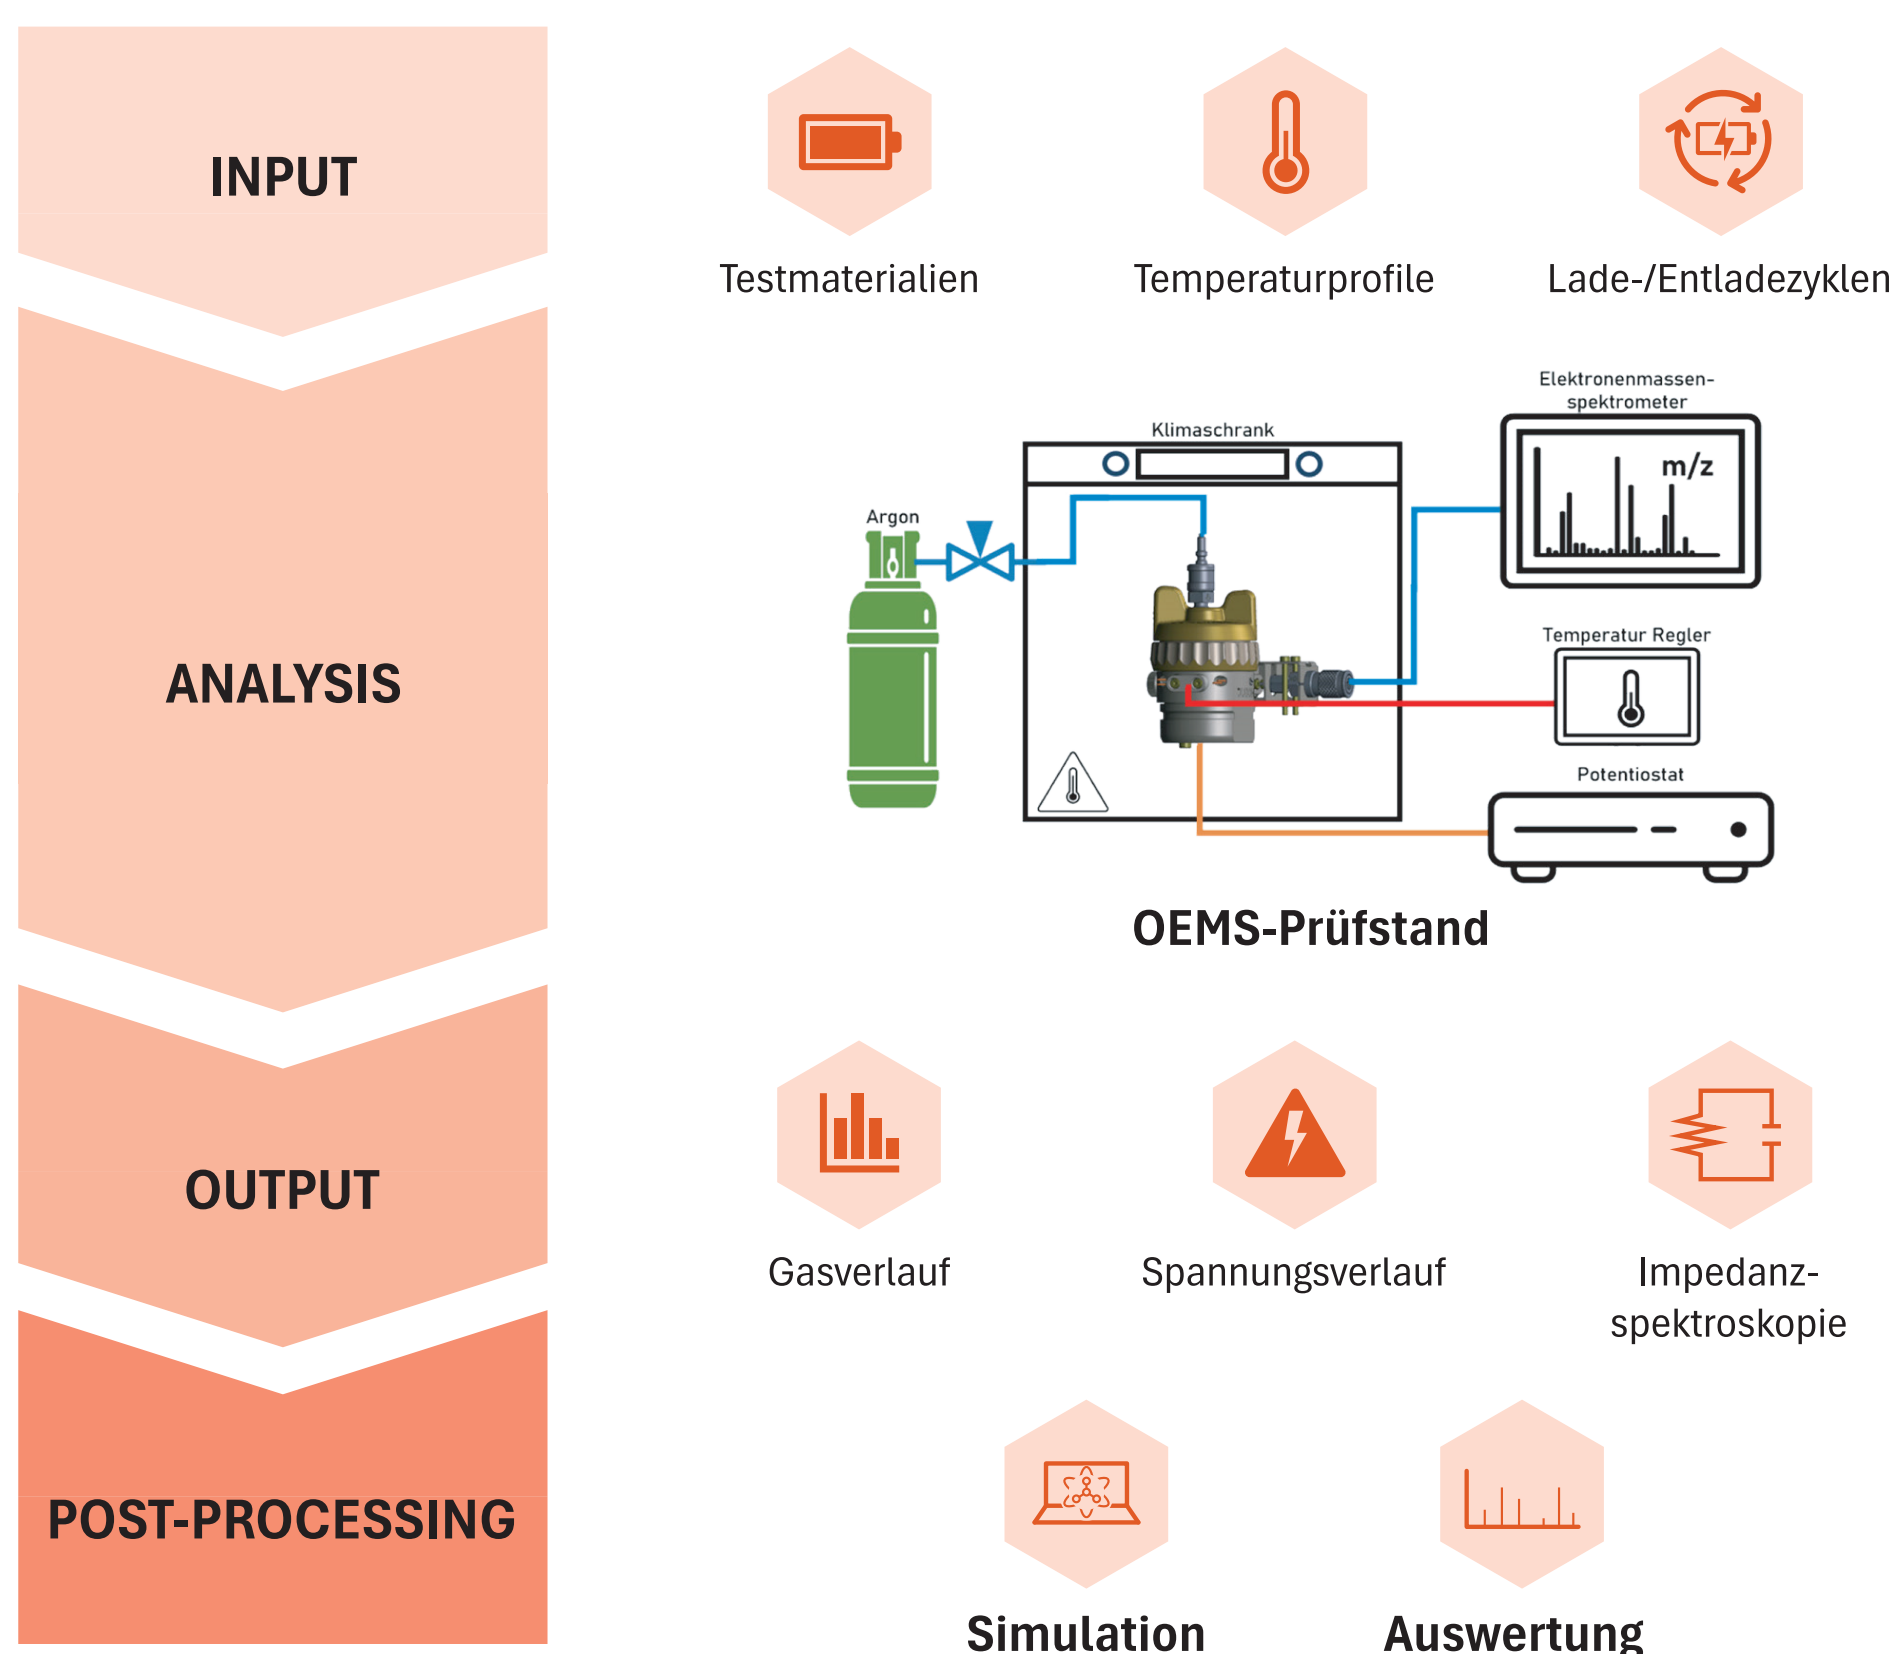 INPUT
Testmaterialien
Temperaturprofile
Lade-/Entladezyklen
ANALYSIS
Elektronenmassen-
spektrometer
m/z
Klimaschrank
Argon
Temperatur Regler
Potentiostat
OEMS-Prüfstand
OUTPUT
Gasverlauf
Spannungsverlauf
Impedanz-
spektroskopie
POST-PROCESSING
Simulation
Auswertung